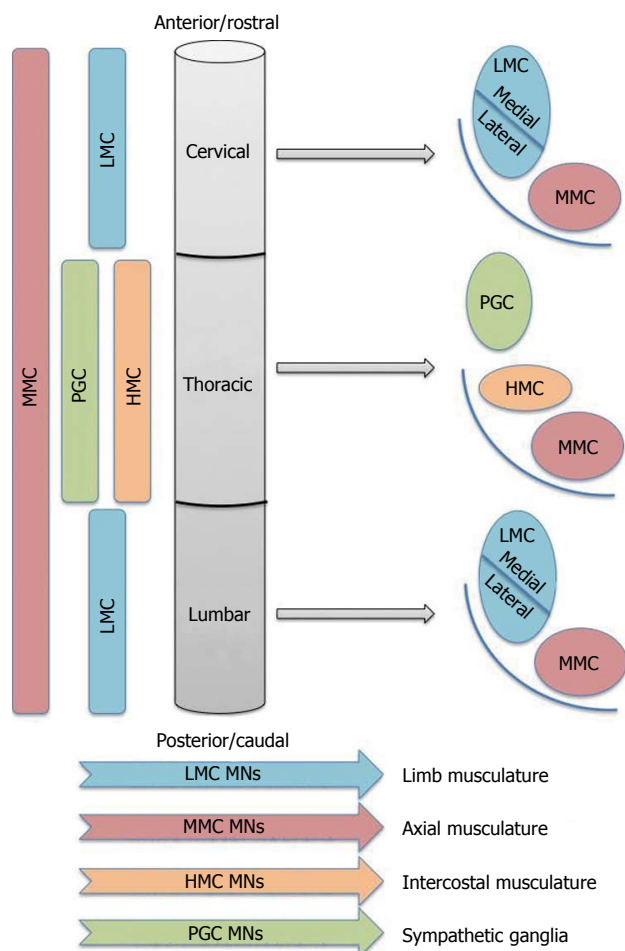 Anterior/rostral
MMC
LMC
PGC
HMC
LMC
Cervical
Thoracic
Lumbar
LMC
Medial
Lateral
MMC
PGC
HMC
MMC
LMC
Medial
Lateral
MMC
Posterior/caudal
LMC MNs
Limb musculature
MMC MNs
Axial musculature
HMC MNs
Intercostal musculature
PGC MNs
Sympathetic ganglia